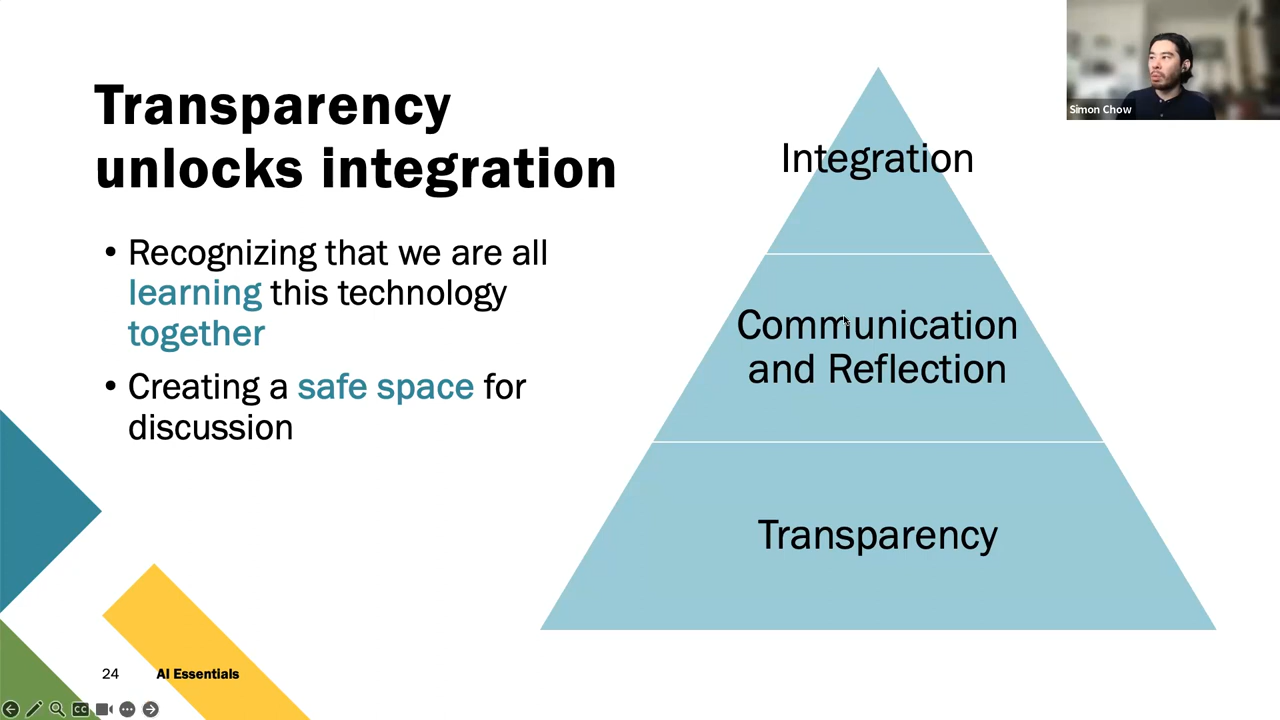 Transparency
unlocks integration
• Recognizing that we are all
learning this technology
together
• Creating a safe space for
discussion
Integration
Communication
and Reflection
Transparency
Simon Chow
24
AI Essentials
CC